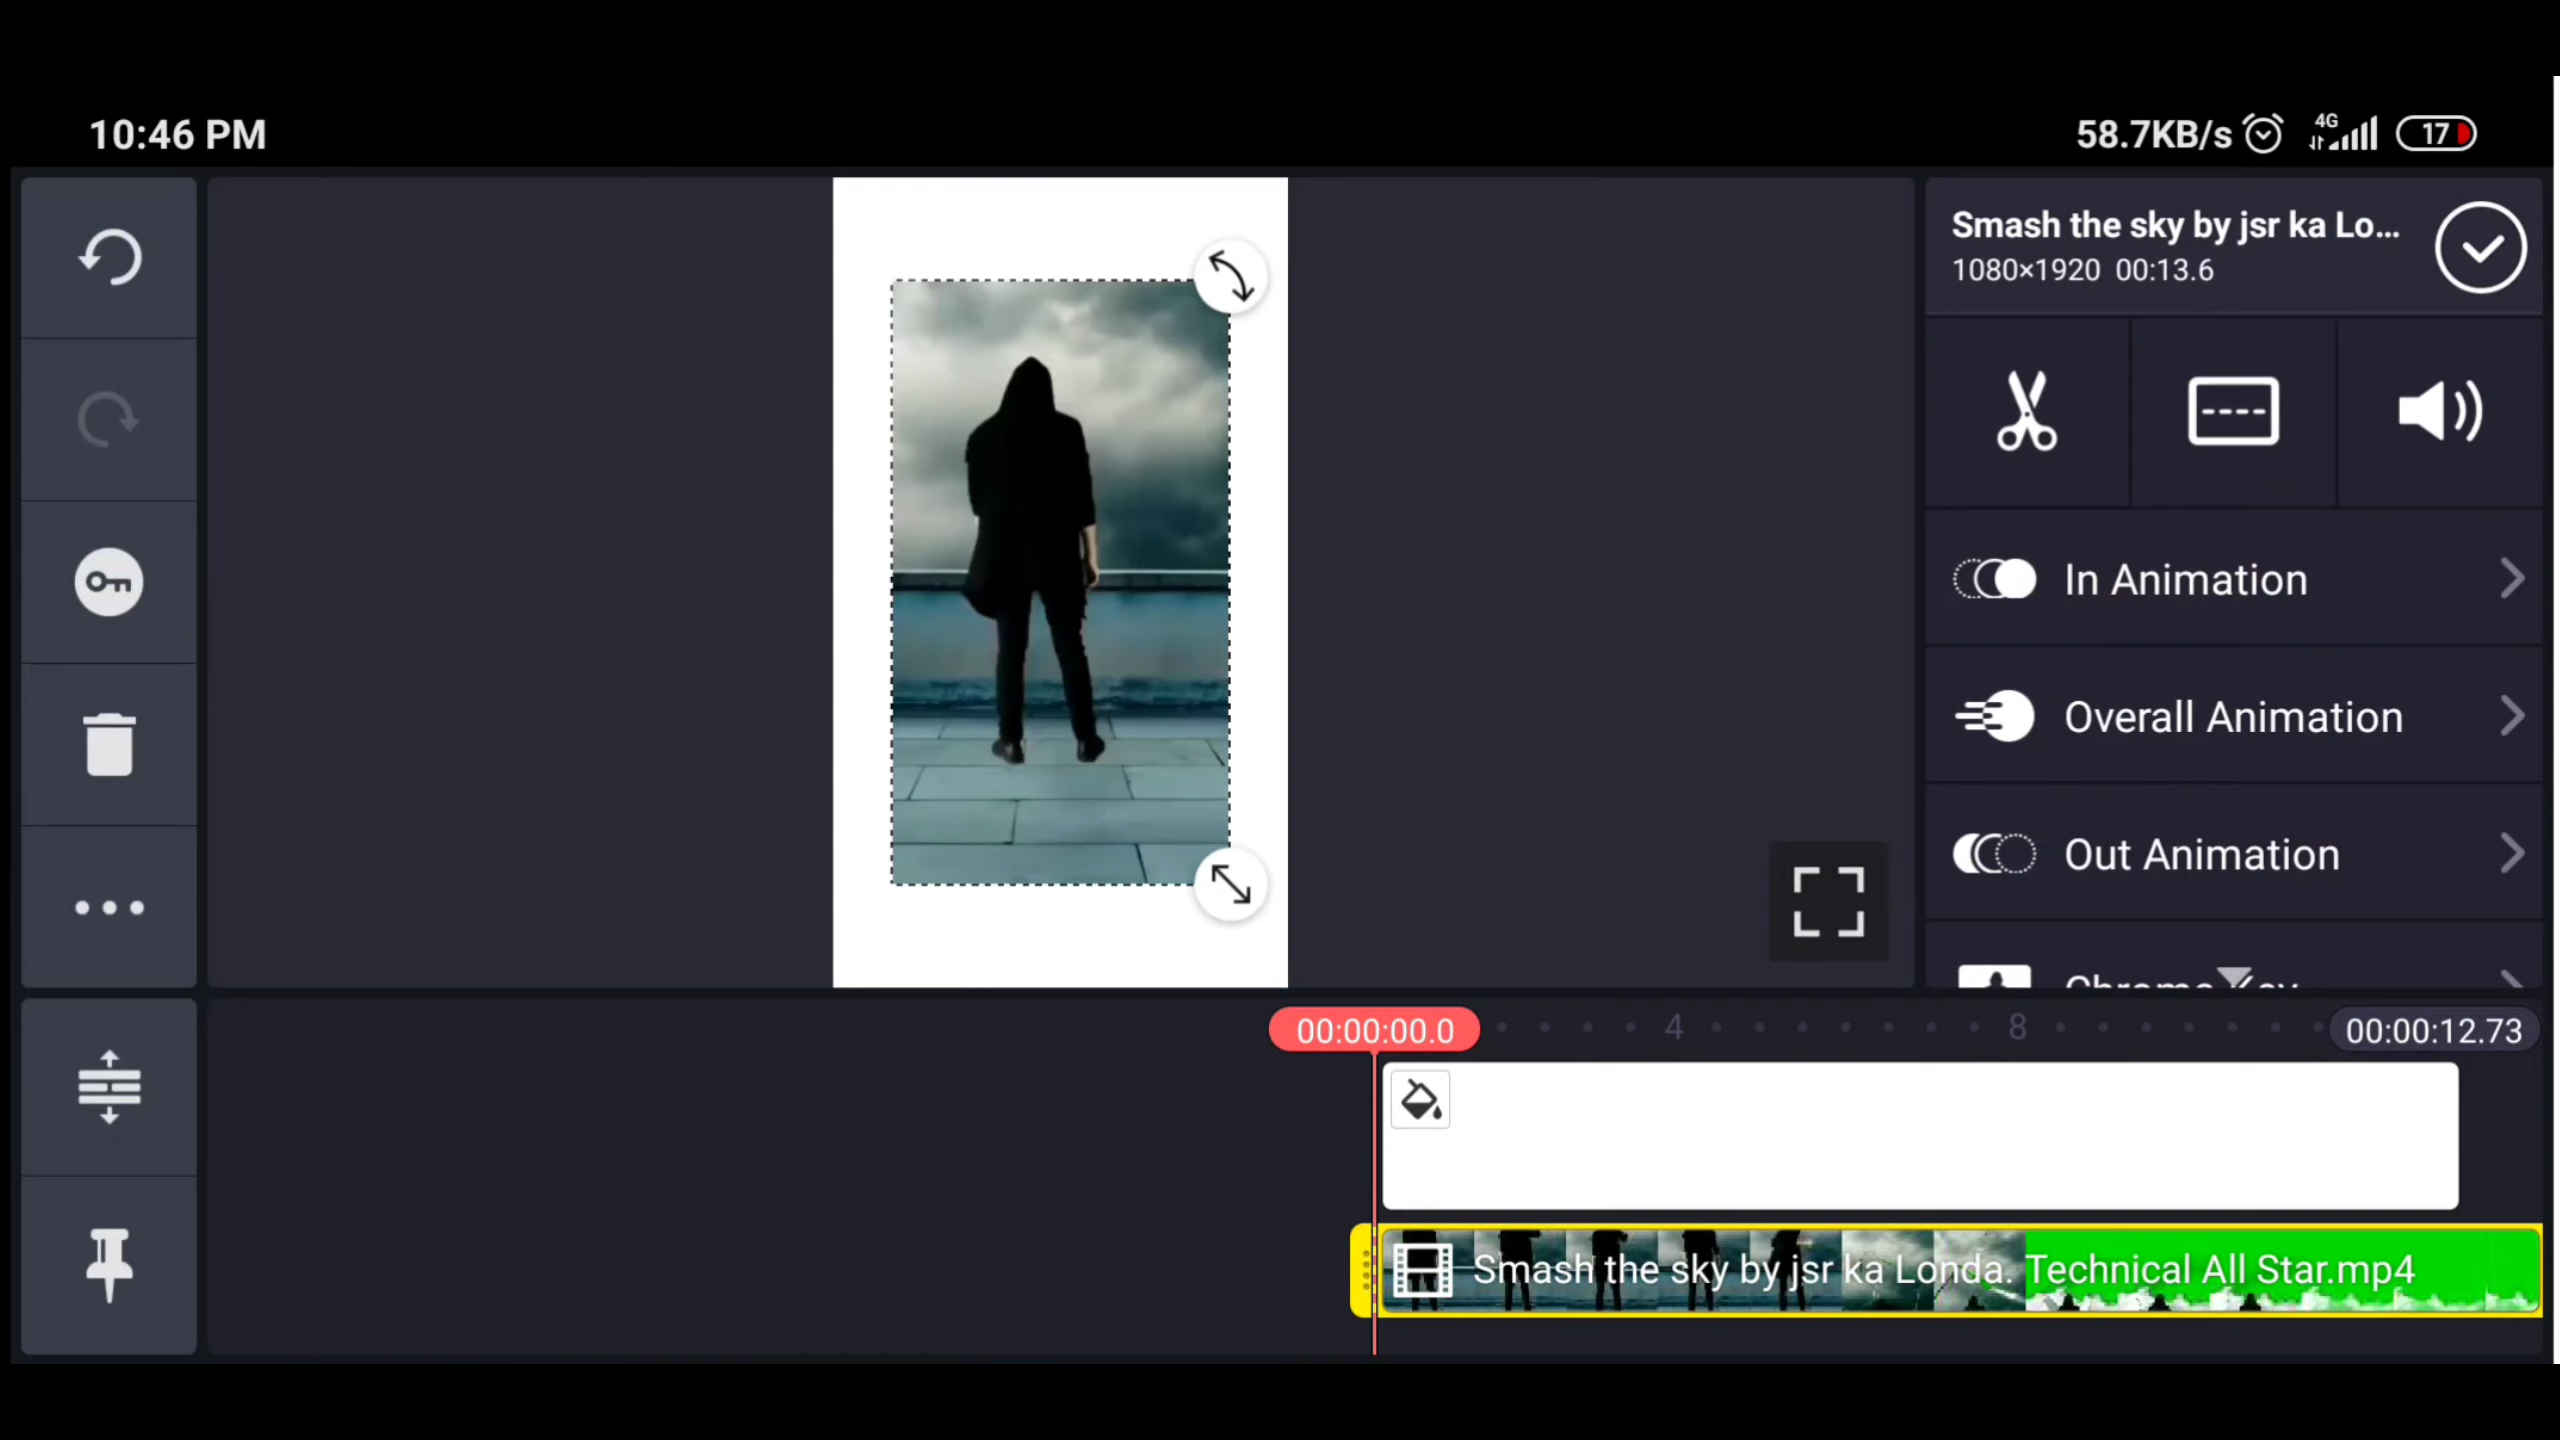 10:46 PM
58.7KB/s 4G 17
Smash the sky by jsr ka Lo...
1080×1920 00:13.6
In Animation
Overall Animation
Out Animation
Chroma Key
00:00:00.0 4 8 00:00:12.73
Smash the sky by jsr ka Londa. Technical All Star.mp4